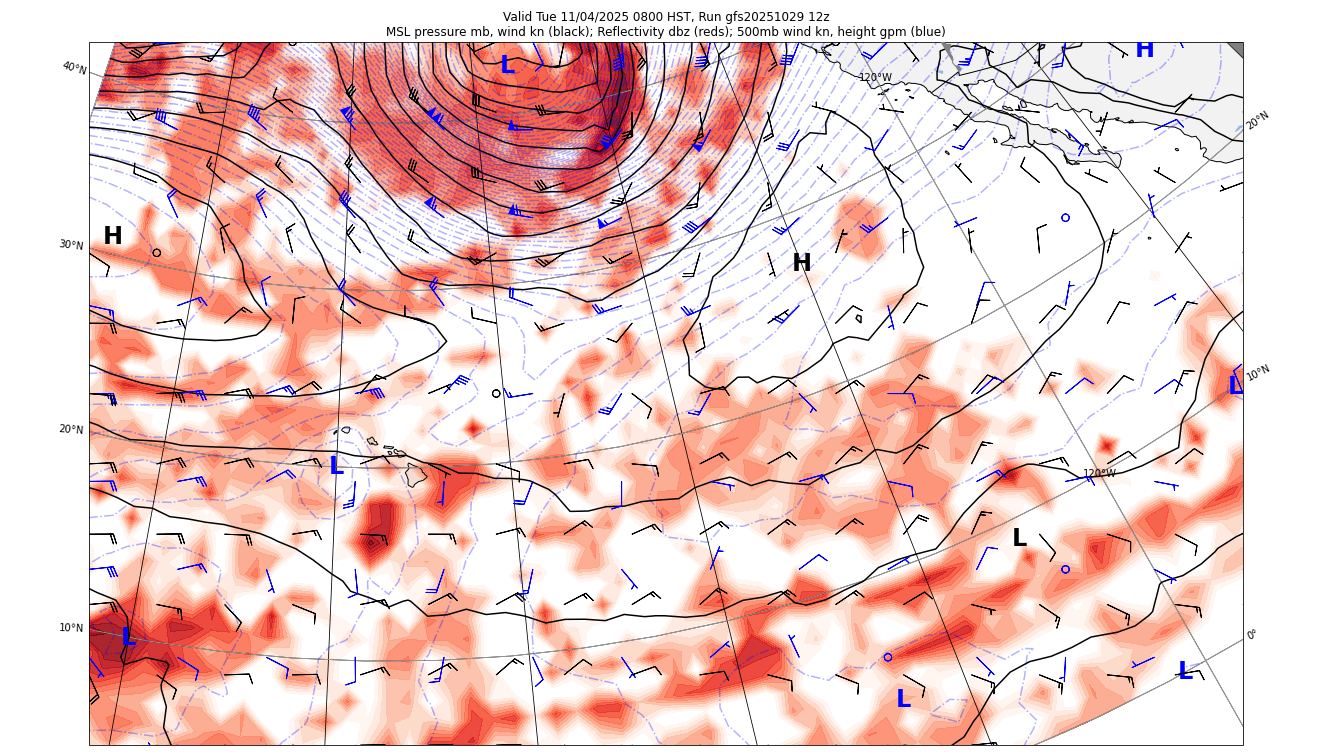 Valid Tue 11/04/2025 0800 HST, Run gfs20251029 12z
MSL pressure mb, wind kn (black); Reflectivity dbz (reds); 500mb wind kn, height gpm (blue)
H
L
40°N
120°W
20°N
H
30°N
H
10°N
L
20°N
L
120°W
L
10°N
L
0°
L
L